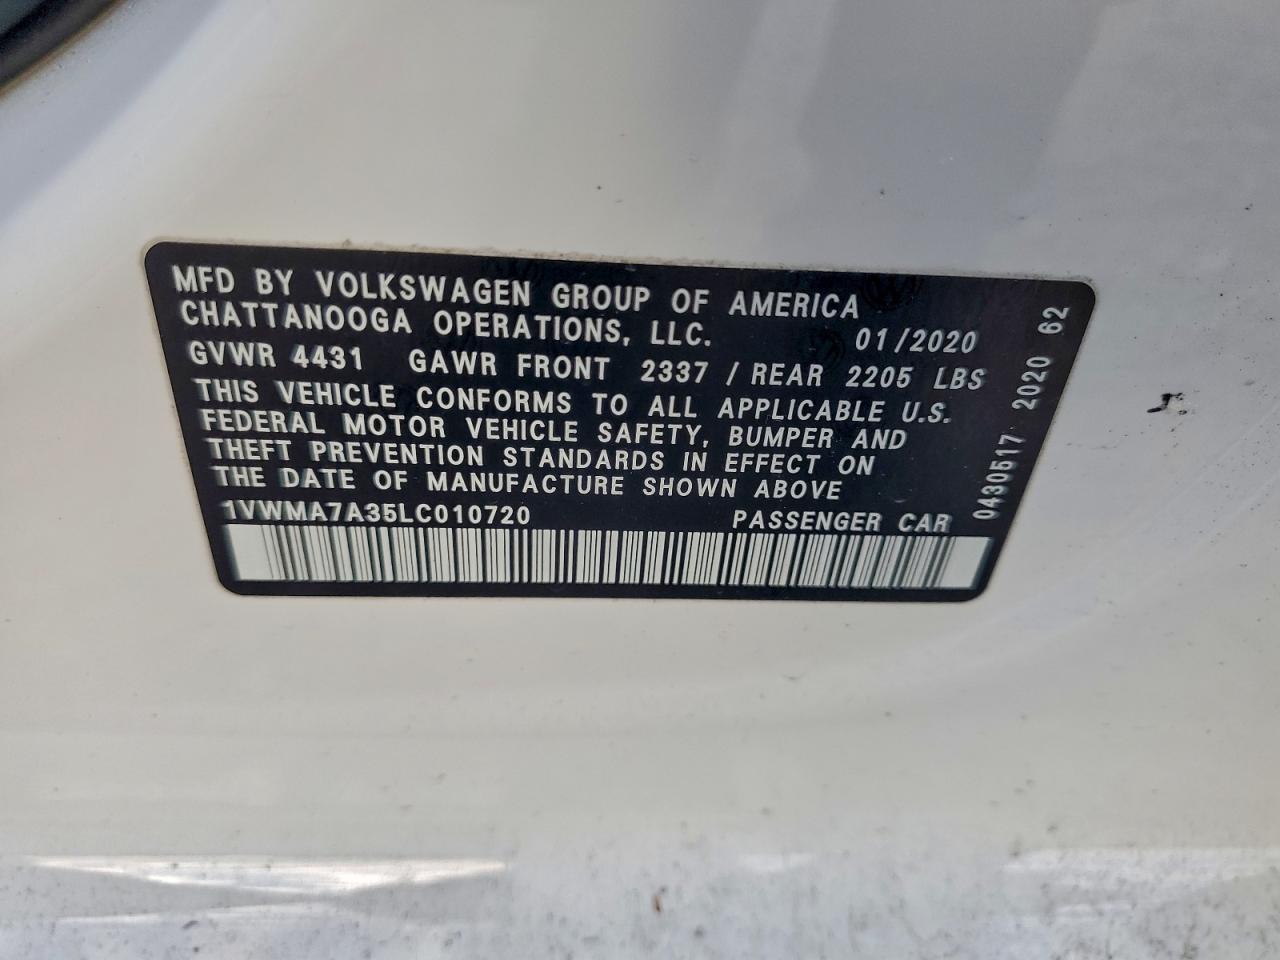 MFD BY VOLKSWAGEN GROUP OF AMERICA
CHATTANOOGA OPERATIONS, LLC. 01/2020
GVWR 4431 GAWR FRONT 2337 / REAR 2205 LBS
THIS VEHICLE CONFORMS TO ALL APPLICABLE U.S.
FEDERAL MOTOR VEHICLE SAFETY, BUMPER AND
THEFT PREVENTION STANDARDS IN EFFECT ON
THE DATE OF MANUFACTURE SHOWN ABOVE
1VWMA7A35LC010720 PASSENGER CAR
0430517 2020 62